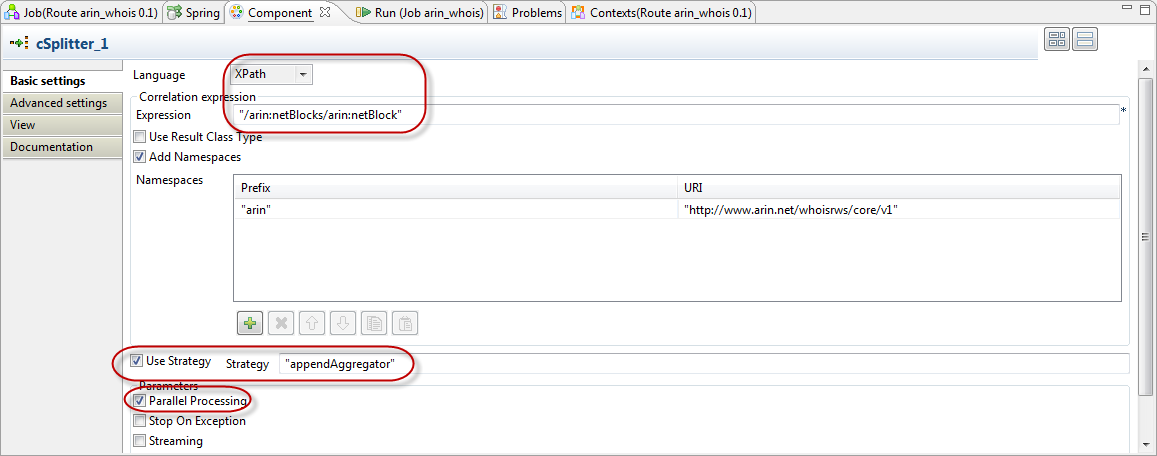 Job(Route arin_whois 0.1) Spring Component Run (Job arin_whois) Problems Contexts(Route arin_whois 0.1)
cSplitter_1
Basic settings
Advanced settings
View
Documentation
Language XPath
Correlation expression
Expression "/arin:netBlocks/arin:netBlock" *
Use Result Class Type
Add Namespaces
Namespaces
Prefix URI
"arin" "http://www.arin.net/whoisrws/core/v1"
Use Strategy Strategy "appendAggregator"
Parameters
Parallel Processing
Stop On Exception
Streaming